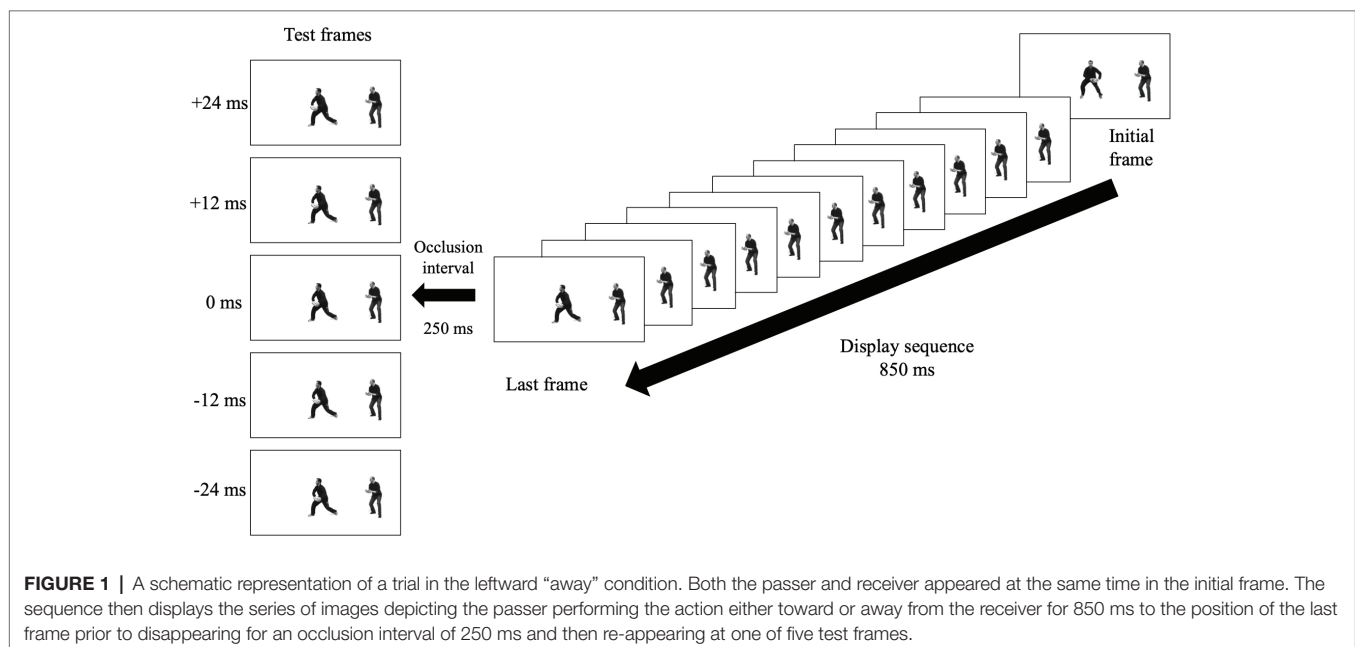 Test frames
+24 ms
+12 ms
0 ms
-12 ms
-24 ms
Occlusion
interval
250 ms
Last frame
Initial
frame
Display sequence
850 ms
FIGURE 1 | A schematic representation of a trial in the leftward “away” condition. Both the passer and receiver appeared at the same time in the initial frame. The
sequence then displays the series of images depicting the passer performing the action either toward or away from the receiver for 850 ms to the position of the last
frame prior to disappearing for an occlusion interval of 250 ms and then re-appearing at one of five test frames.